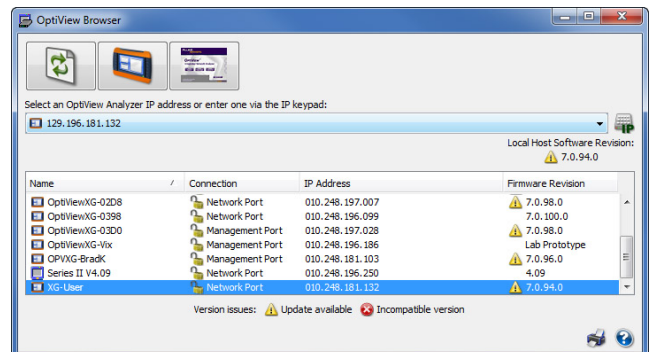 OptiView Browser
Select an OptiView Analyzer IP address or enter one via the IP keypad:
129.196.181.132
IP
Local Host Software Revision:
7.0.94.0
Name / Connection IP Address Firmware Revision
OptiViewXG-02D8 Network Port 010.248.197.007 7.0.98.0
OptiViewXG-0398 Network Port 010.248.196.099 7.0.100.0
OptiViewXG-03D0 Management Port 010.248.197.028 7.0.98.0
OptiViewXG-Vix Management Port 010.248.196.186 Lab Prototype
OPVXG-BradK Management Port 010.248.181.103 7.0.96.0
Series II V4.09 Network Port 010.248.196.250 4.09
XG-User Network Port 010.248.181.132 7.0.94.0
Version issues: Update available Incompatible version